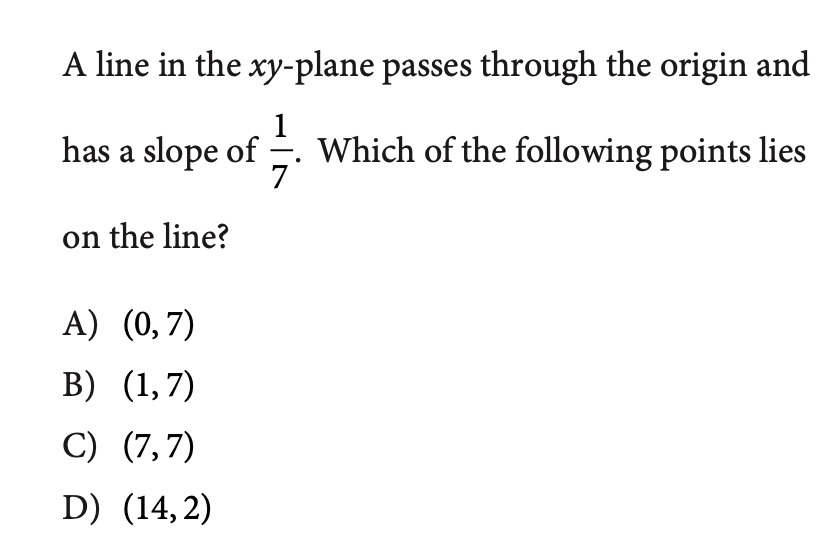 A line in the xy-plane passes through the origin and
has a slope of 1/7. Which of the following points lies
on the line?
A) (0, 7)
B) (1, 7)
C) (7, 7)
D) (14, 2)